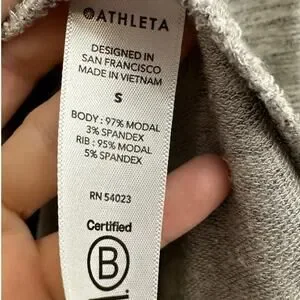 ATHLETA
DESIGNED IN
SAN FRANCISCO
MADE IN VIETNAM
S
BODY : 97% MODAL
3% SPANDEX
RIB : 95% MODAL
5% SPANDEX
RN 54023
Certified
B